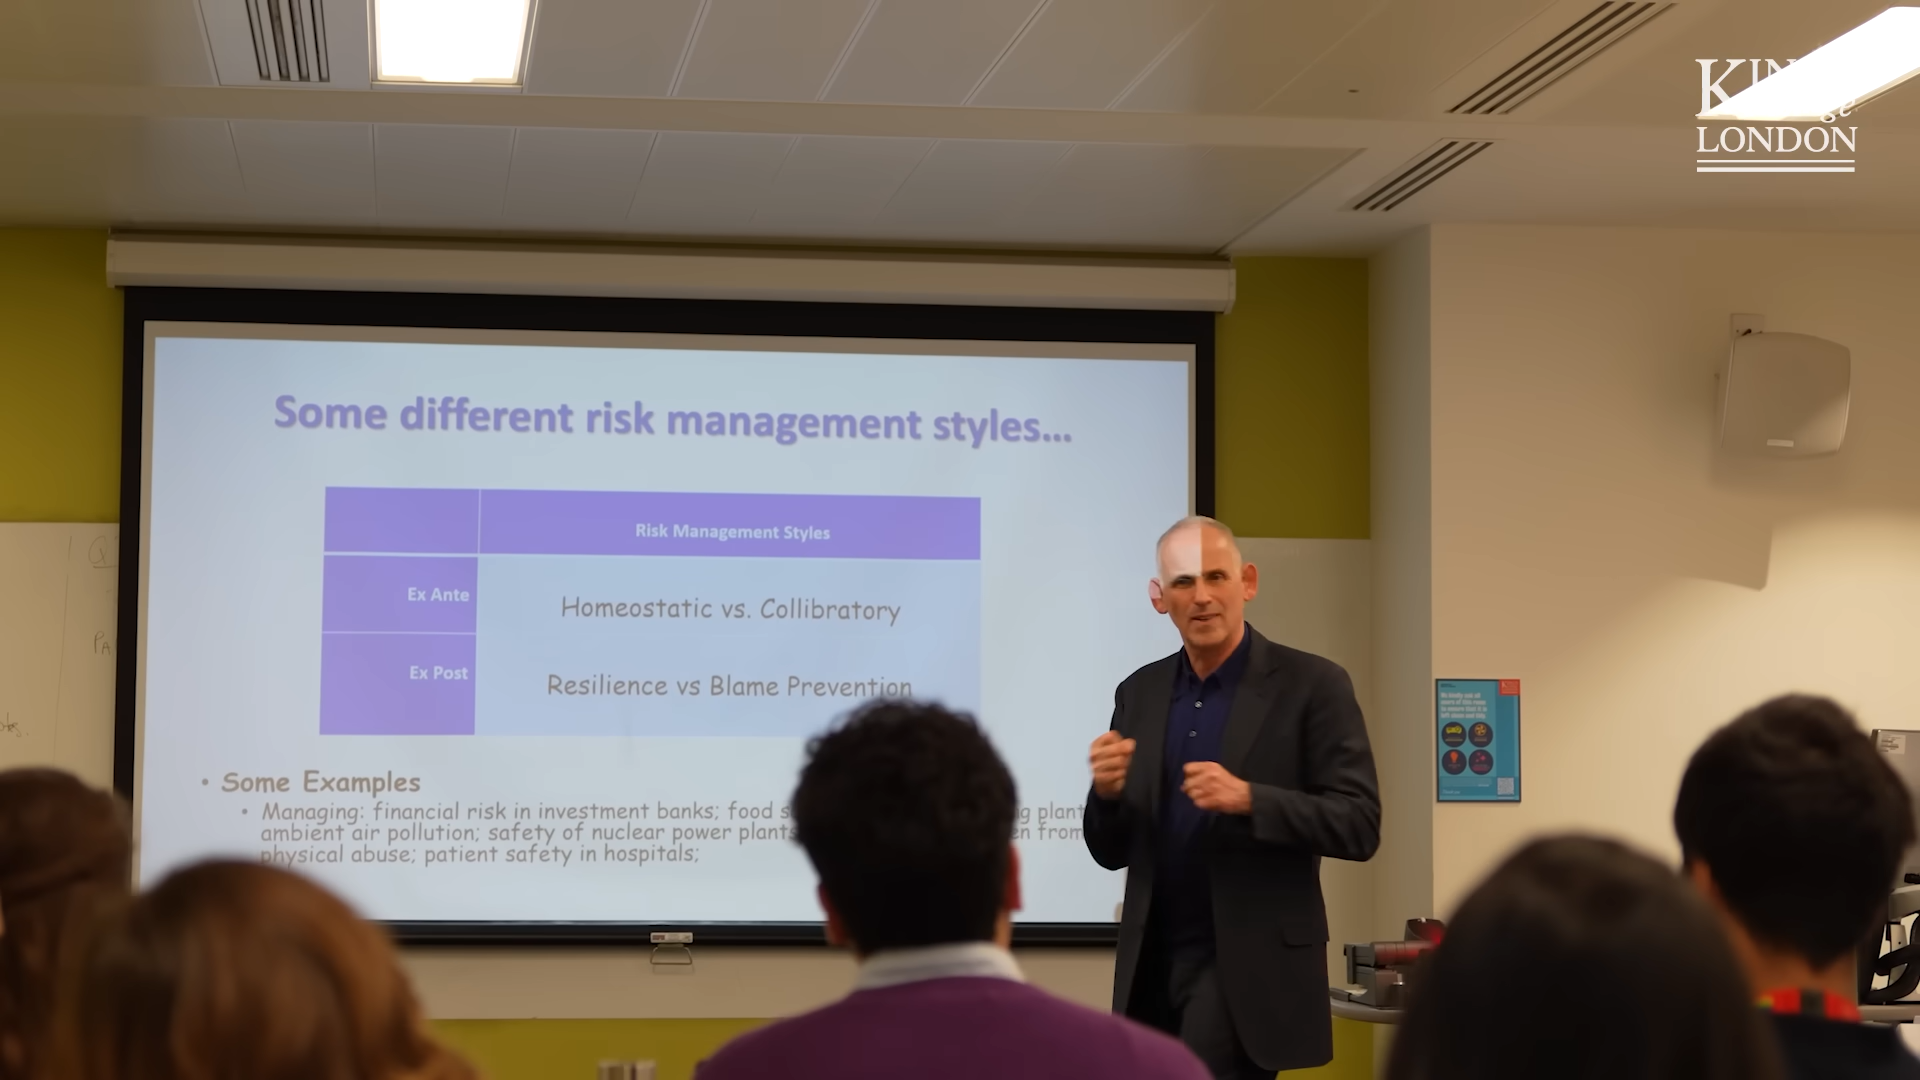 LONDON
Some different risk management styles...
Risk Management Styles
Ex Ante
Homeostatic vs. Collibratory
Ex Post
Resilience vs Blame Prevention
• Some Examples
• Managing: financial risk in investment banks; food plant
ambient air pollution; safety of nuclear power plants from
physical abuse; patient safety in hospitals;